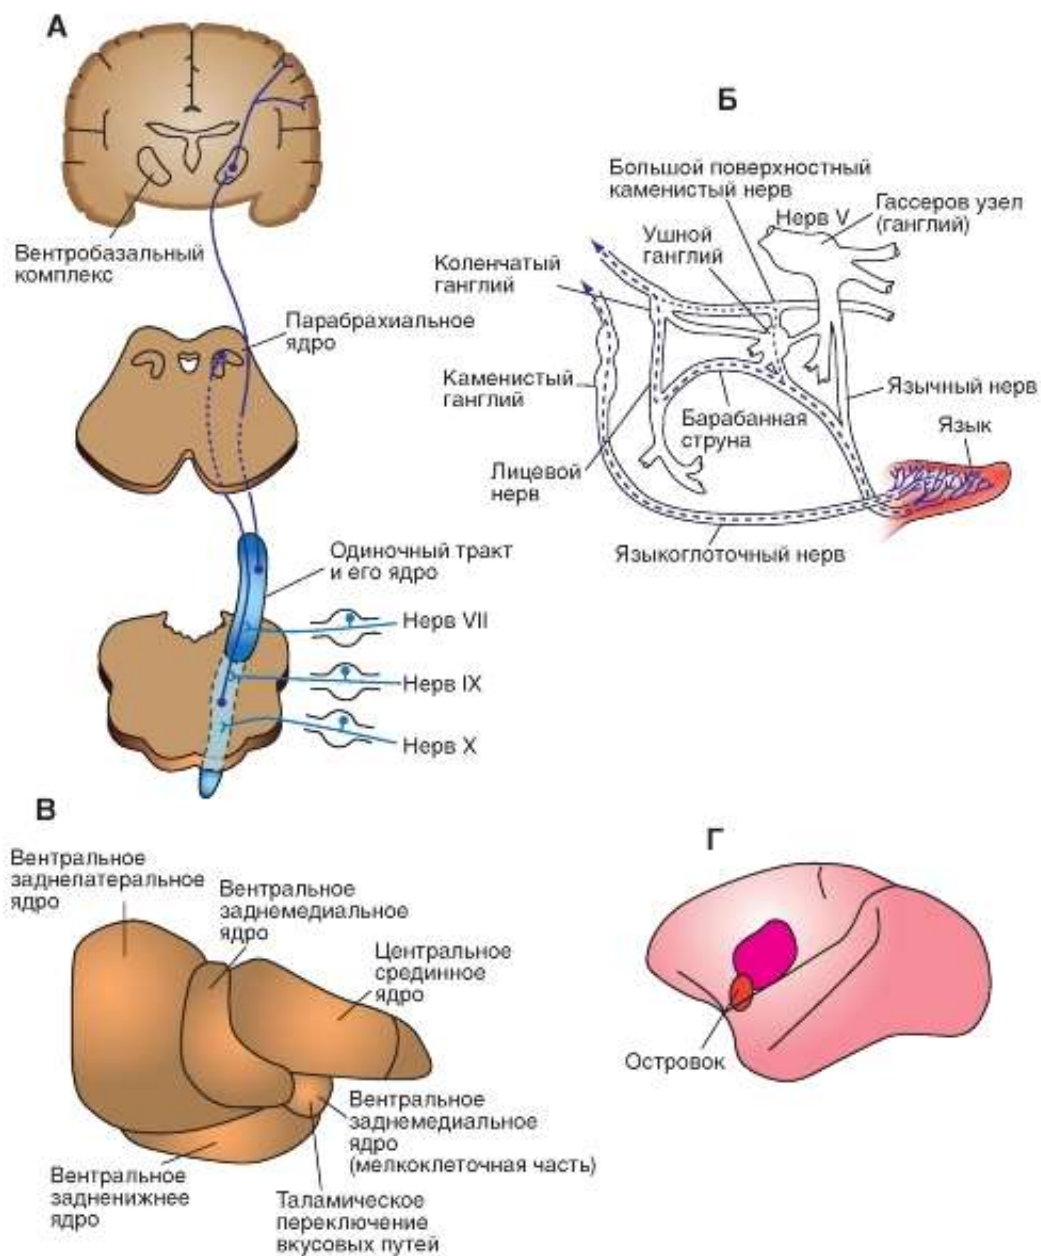 А
Вентробазальный
комплекс
Парабрахиальное
ядро
Одиночный тракт
и его ядро
Нерв VII
Нерв IX
Нерв X
Б
Большой поверхностный
каменистый нерв
Нерв V
Гассеров узел
(ганглий)
Ушной
ганглий
Коленчатый
ганглий
Каменистый
ганглий
Язычный нерв
Барабанная
струна
Язык
Лицевой
нерв
Языкоглоточный нерв
В
Вентральное
заднелатеральное
ядро
Вентральное
заднемедиальное
ядро
Центральное
срединное
ядро
Вентральное
заднемедиальное
ядро
(мелкоклеточная часть)
Вентральное
задненижнее
ядро
Таламическое
переключение
вкусовых путей
Г
Островок